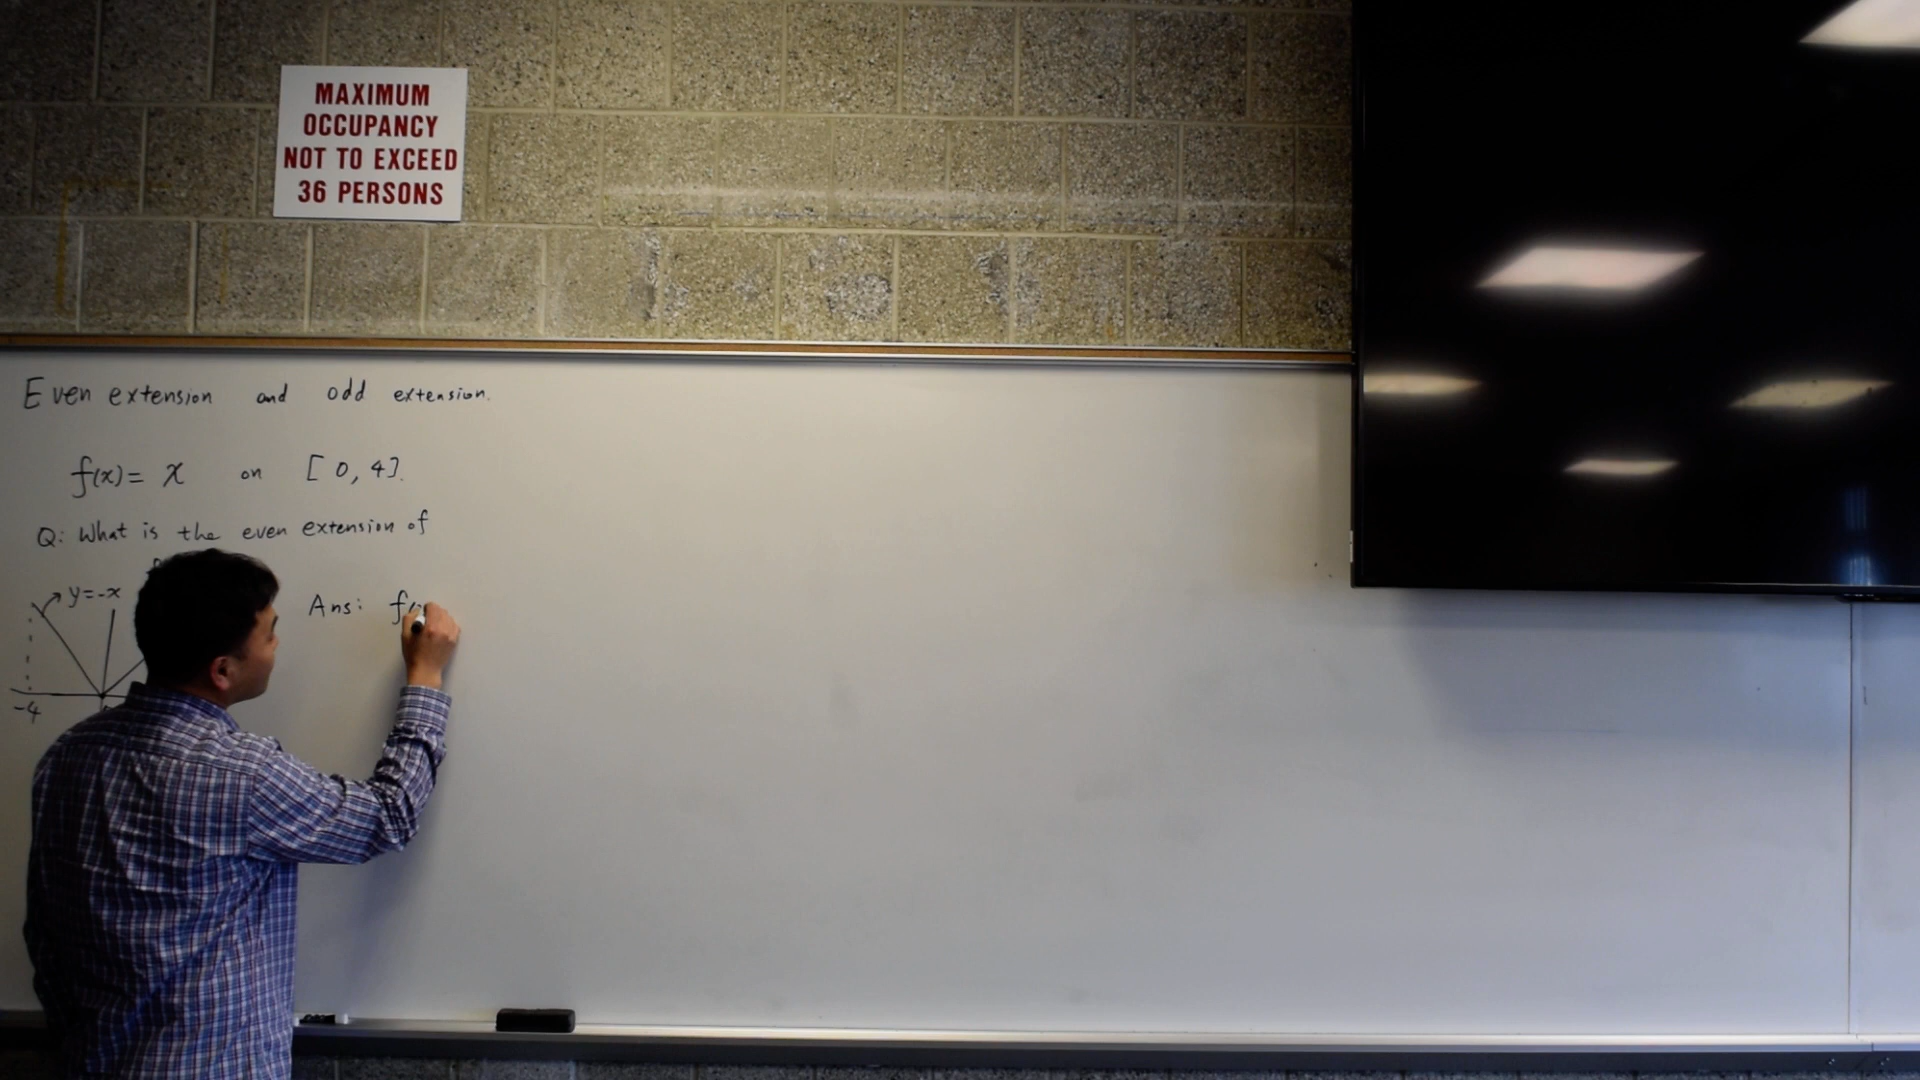 MAXIMUM
OCCUPANCY
NOT TO EXCEED
36 PERSONS
Even extension and odd extension.
f(x) = x on [0, 4].
Q: What is the even extension of
y=-x
Ans: f(
-4